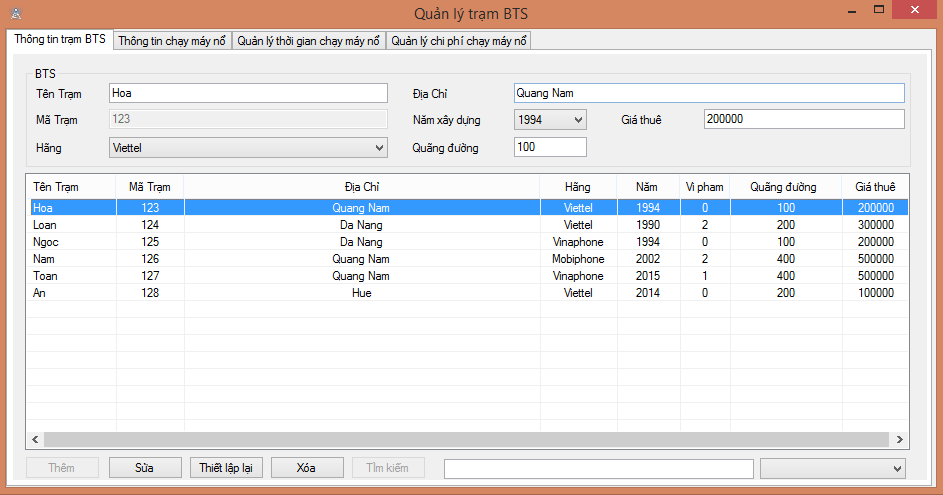 Quản lý trạm BTS
Thông tin trạm BTS Thông tin chạy máy nổ Quản lý thời gian chạy máy nổ Quản lý chi phí chạy máy nổ
BTS
Tên Trạm Hoa Địa Chỉ Quang Nam
Mã Trạm 123 Năm xây dựng 1994 Giá thuê 200000
Hãng Viettel Quãng đường 100
Tên Trạm Mã Trạm Địa Chỉ Hãng Năm Vi pham Quãng đường Giá thuê
Hoa 123 Quang Nam Viettel 1994 0 100 200000
Loan 124 Da Nang Viettel 1990 2 200 300000
Ngoc 125 Da Nang Vinaphone 1994 0 100 200000
Nam 126 Quang Nam Mobiphone 2002 2 400 500000
Toan 127 Quang Nam Vinaphone 2015 1 400 500000
An 128 Hue Viettel 2014 0 200 100000
Thêm Sửa Thiết lập lại Xóa Tìm kiếm